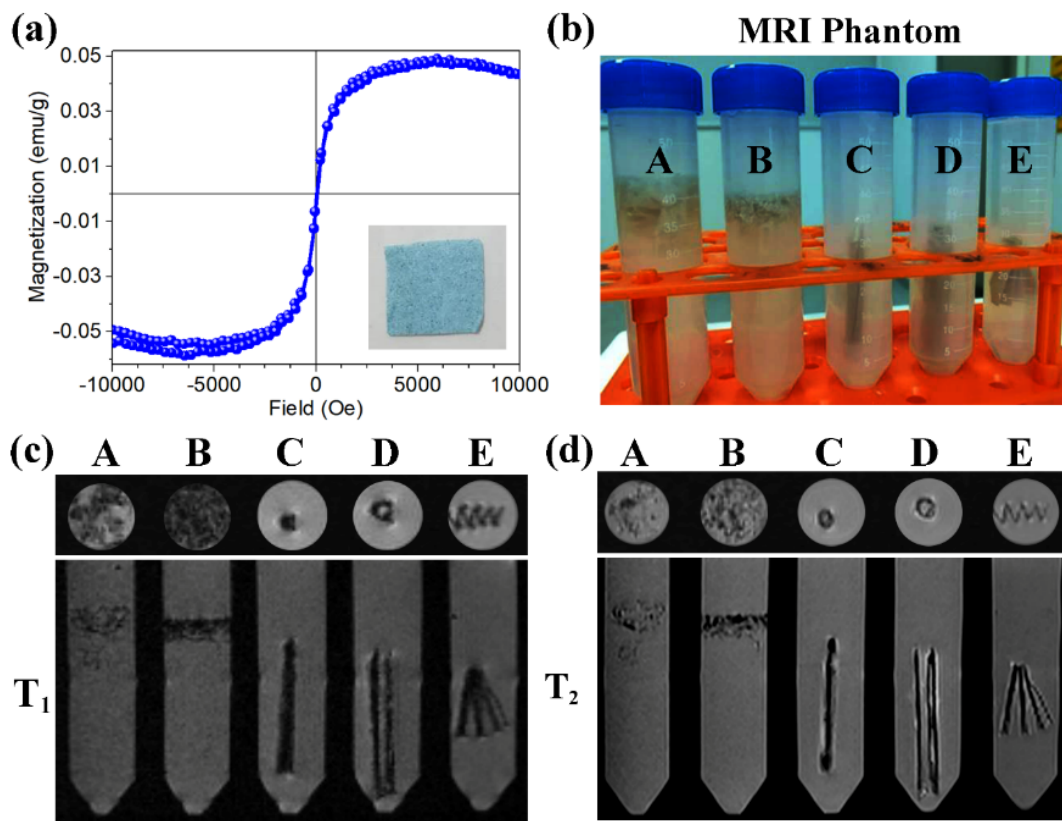 (a)
0.05
0.03
0.01
-0.01
-0.03
-0.05
Magnetization (emu/g)
-10000 -5000 0 5000 10000
Field (Oe)
(b) MRI Phantom
A B C D E
(c) A B C D E
T1
(d) A B C D E
T2